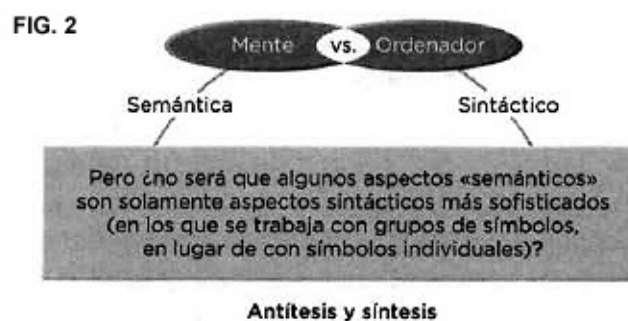 FIG. 2
Mente vs. Ordenador
Semántica Sintáctico
Pero ¿no será que algunos aspectos «semánticos»
son solamente aspectos sintácticos más sofisticados
(en los que se trabaja con grupos de símbolos,
en lugar de con símbolos individuales)?
Antítesis y síntesis